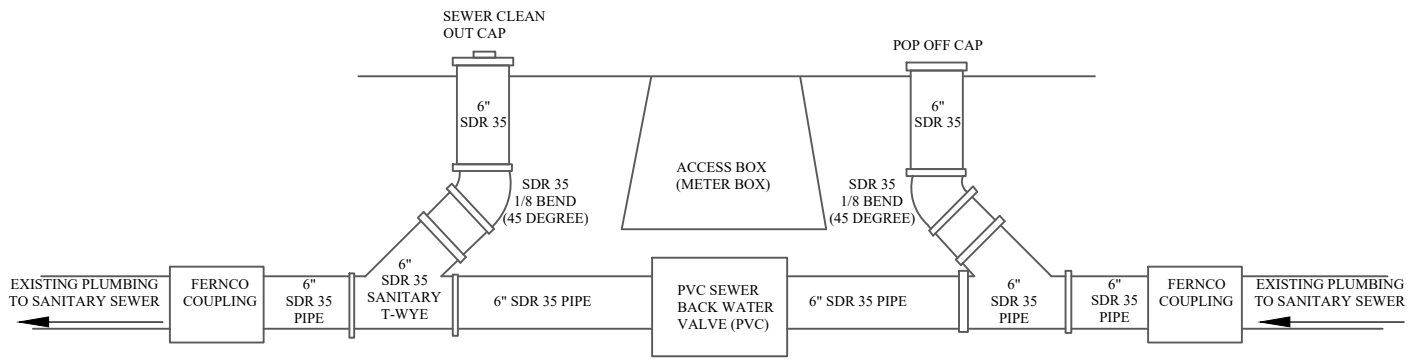 SEWER CLEAN
OUT CAP
POP OFF CAP
6"
SDR 35
6"
SDR 35
ACCESS BOX
(METER BOX)
SDR 35
1/8 BEND
(45 DEGREE)
SDR 35
1/8 BEND
(45 DEGREE)
EXISTING PLUMBING
TO SANITARY SEWER
FERNCO
COUPLING
6"
SDR 35
PIPE
6"
SDR 35
SANITARY
T-WYE
6" SDR 35 PIPE
PVC SEWER
BACK WATER
VALVE (PVC)
6" SDR 35 PIPE
6"
SDR 35
PIPE
6"
SDR 35
PIPE
FERNCO
COUPLING
EXISTING PLUMBING
TO SANITARY SEWER